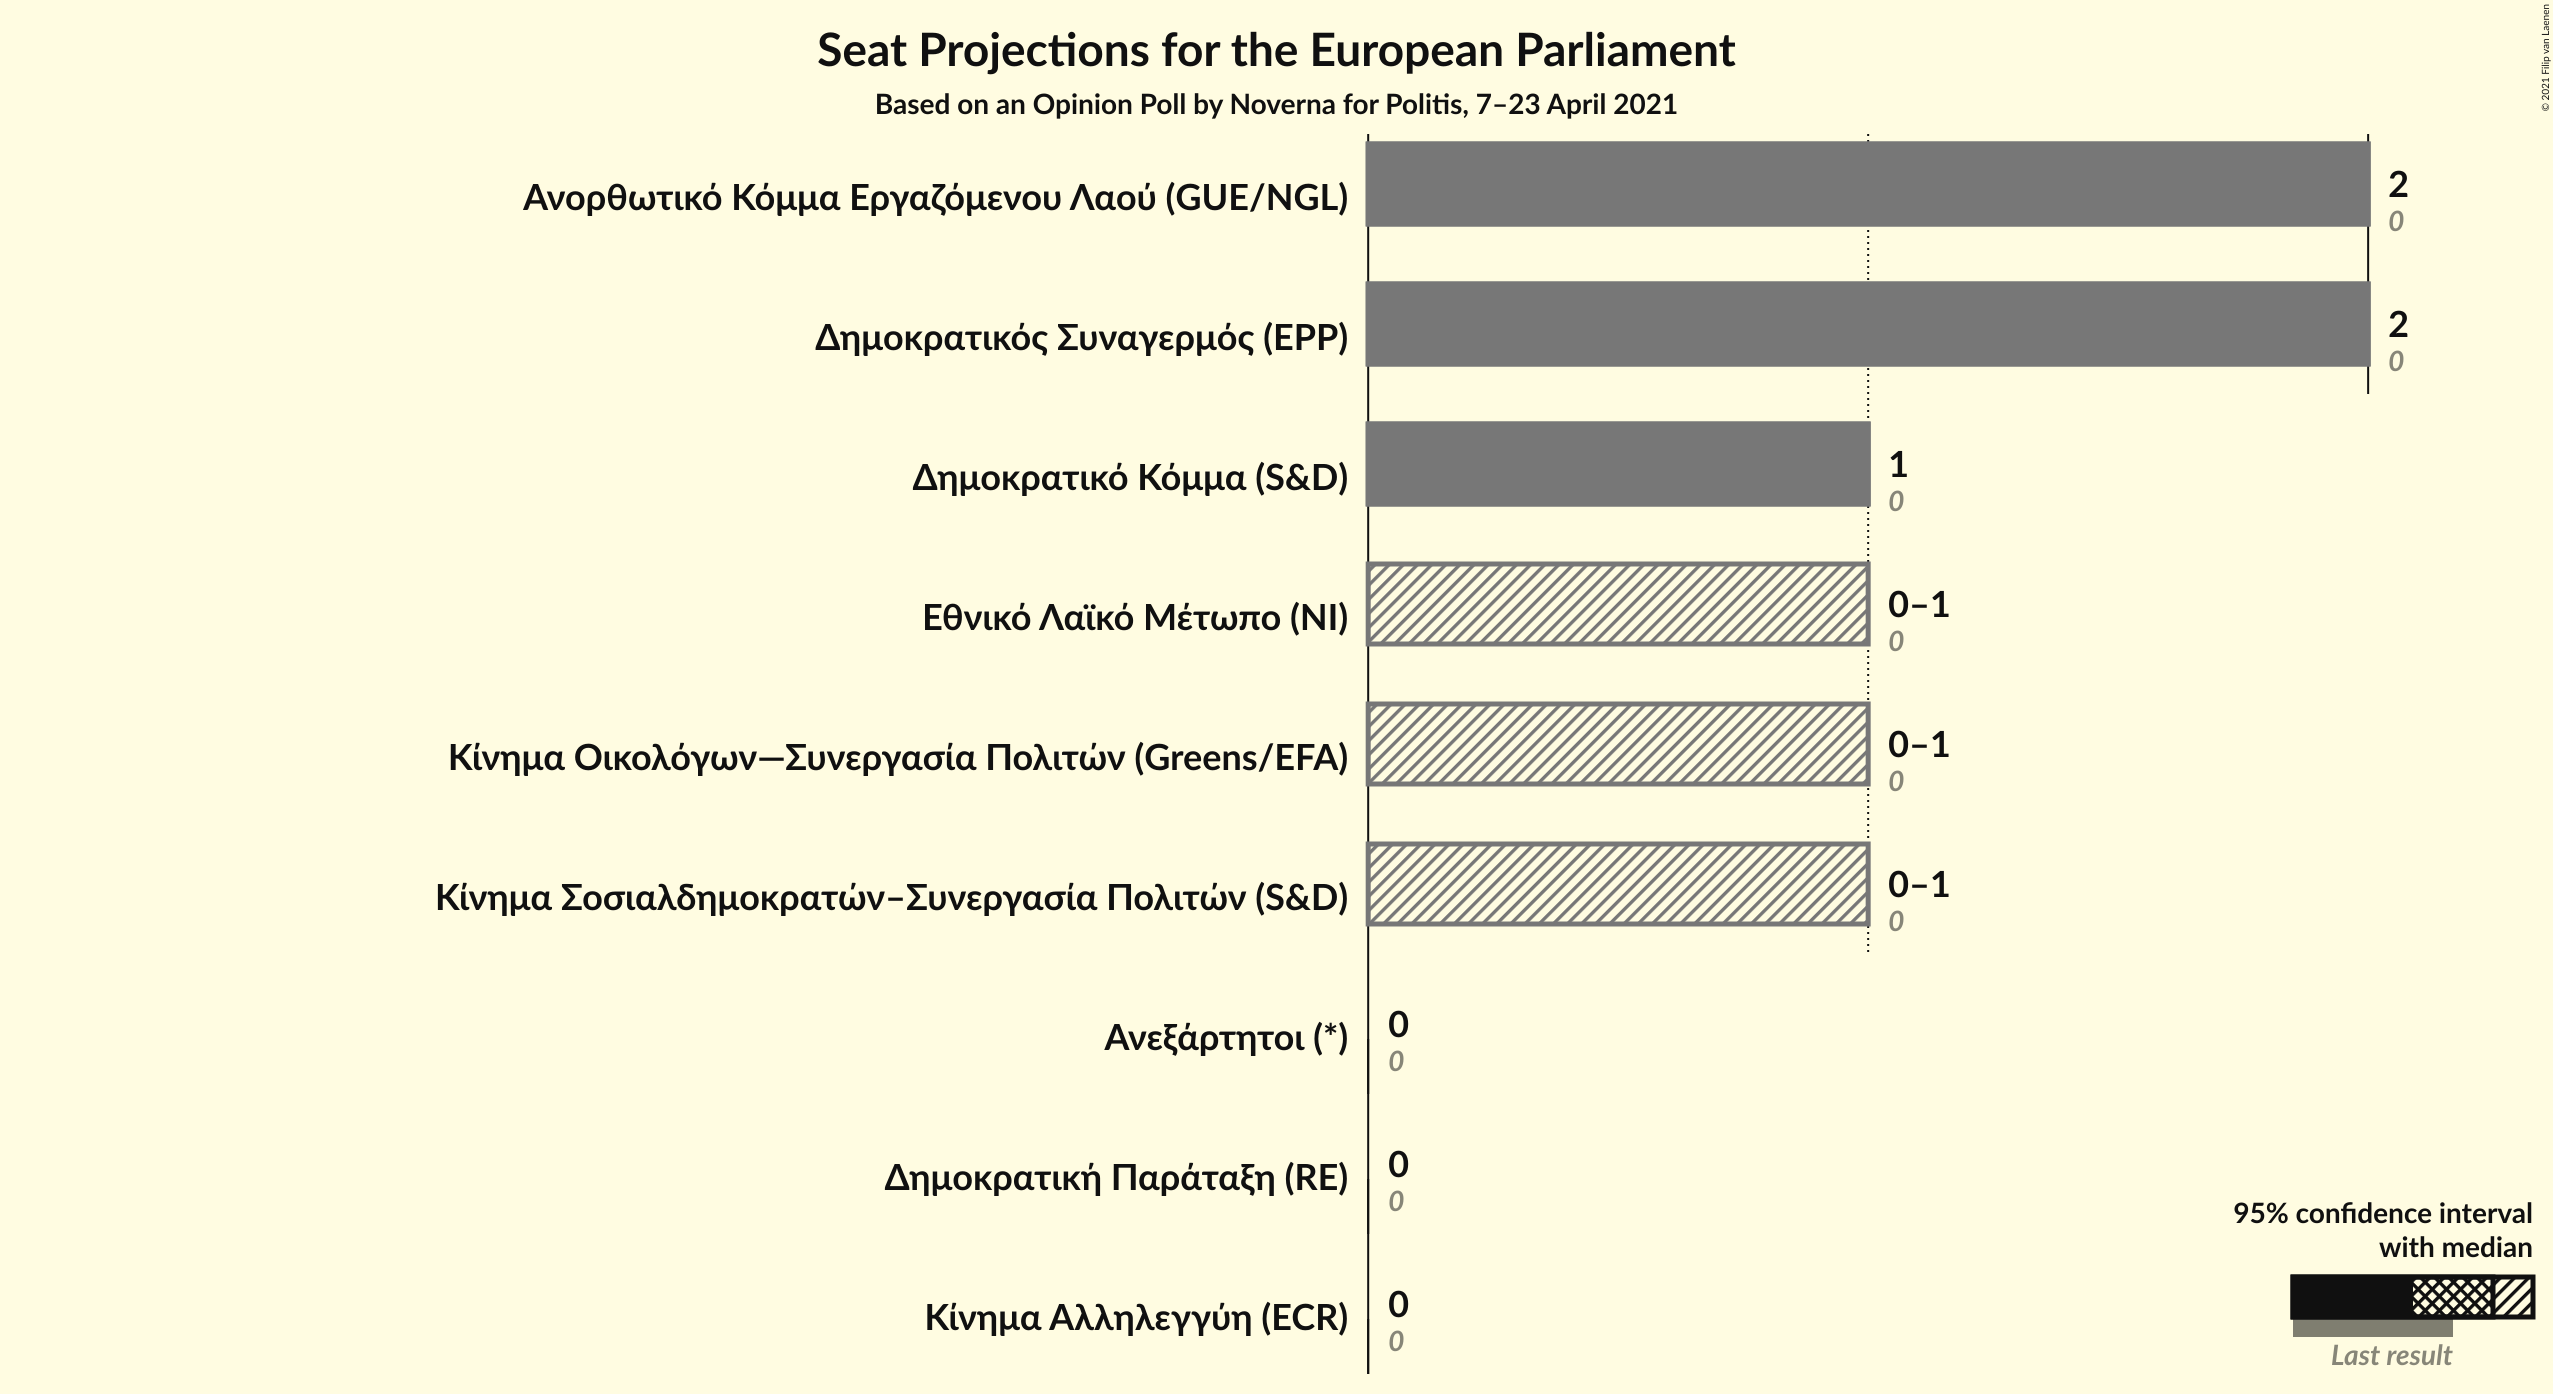 Seat Projections for the European Parliament
Based on an Opinion Poll by Noverna for Politis, 7–23 April 2021
© 2021 Filip van Laenen
Ανορθωτικό Κόμμα Εργαζόμενου Λαού (GUE/NGL)
2
0
Δημοκρατικός Συναγερμός (EPP)
2
0
Δημοκρατικό Κόμμα (S&D)
1
0
Εθνικό Λαϊκό Μέτωπο (NI)
0–1
0
Κίνημα Οικολόγων—Συνεργασία Πολιτών (Greens/EFA)
0–1
0
Κίνημα Σοσιαλδημοκρατών–Συνεργασία Πολιτών (S&D)
0–1
0
Ανεξάρτητοι (*)
0
0
Δημοκρατική Παράταξη (RE)
0
0
Κίνημα Αλληλεγγύη (ECR)
0
0
95% confidence interval
with median
Last result